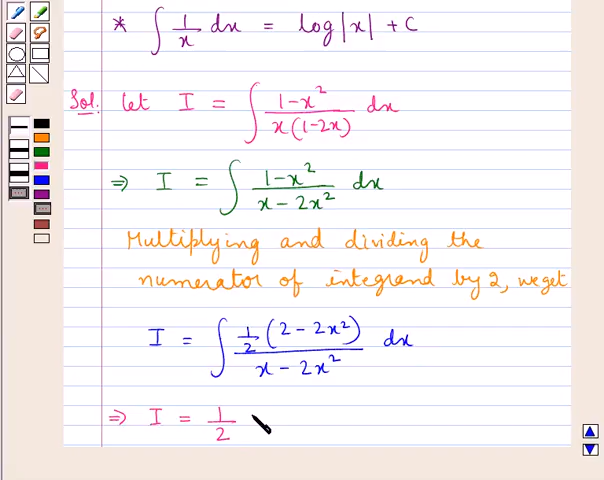 * ∫ 1/x dx = log|x| + C
Sol. Let I = ∫ (1-x²)/(x(1-2x)) dx
⇒ I = ∫ (1-x²)/(x-2x²) dx
Multiplying and dividing the
numerator of integrand by 2, we get
I = ∫ (1/2 (2-2x²))/(x-2x²) dx
⇒ I = 1/2